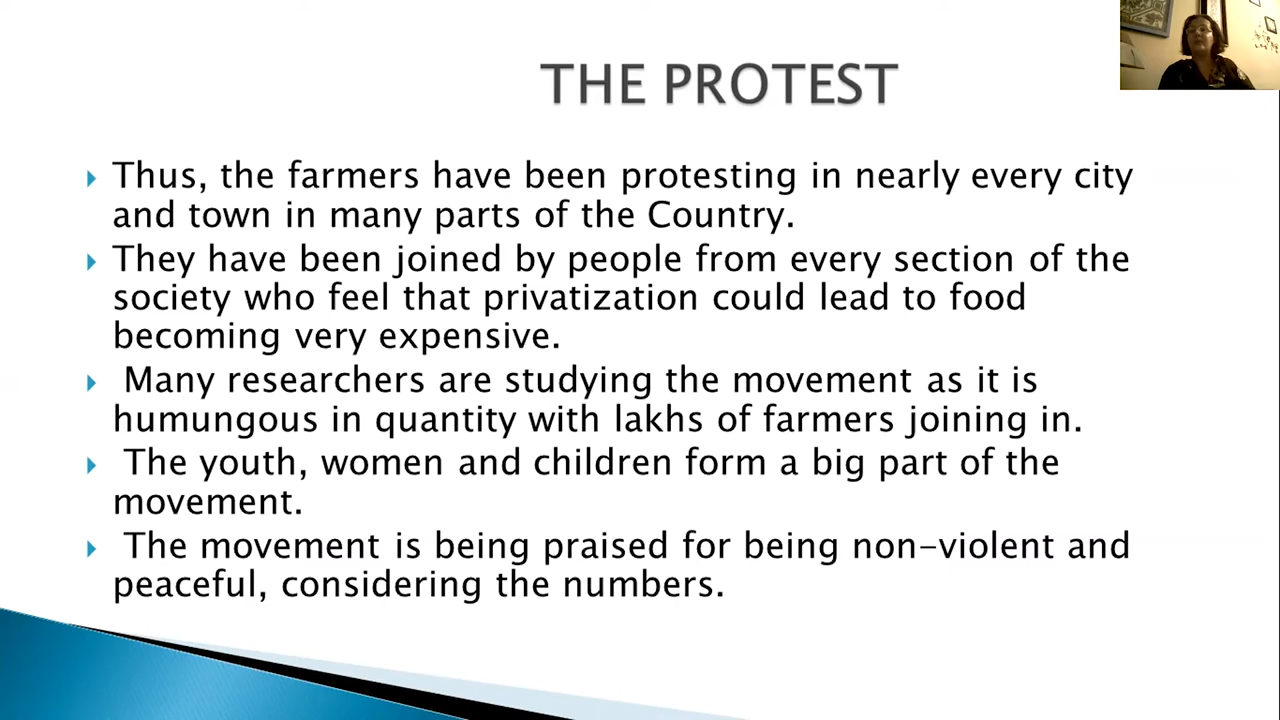 THE PROTEST
Thus, the farmers have been protesting in nearly every city
and town in many parts of the Country.
They have been joined by people from every section of the
society who feel that privatization could lead to food
becoming very expensive.
Many researchers are studying the movement as it is
humungous in quantity with lakhs of farmers joining in.
The youth, women and children form a big part of the
movement.
The movement is being praised for being non-violent and
peaceful, considering the numbers.